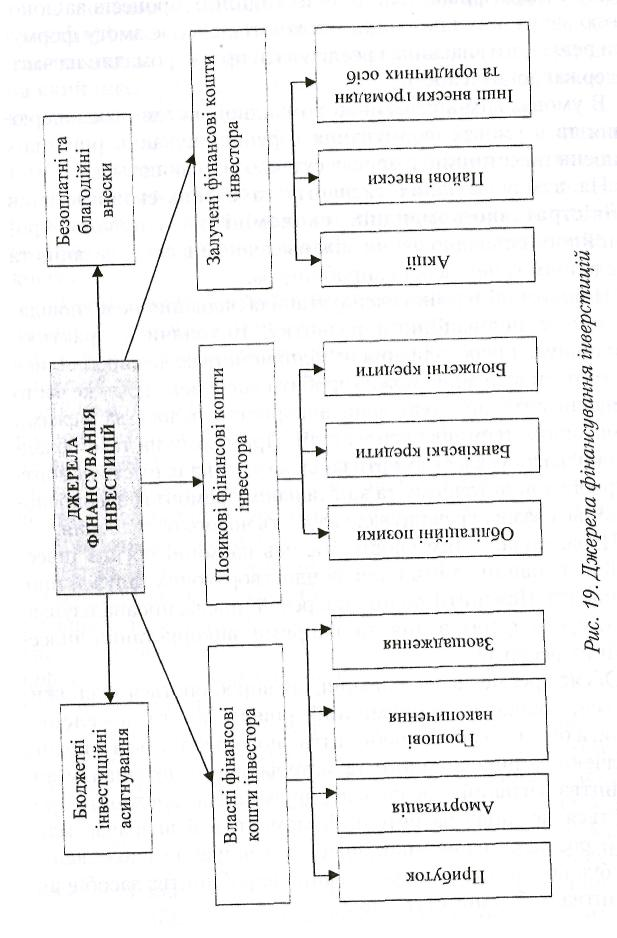 ДЖЕРЕЛА
ФІНАНСУВАННЯ
ІНВЕСТИЦІЙ
Бюджетні
інвестиційні
асигнування
Безоплатні та
благодійні
внески
Власні фінансові
кошти інвестора
Позикові фінансові кошти
інвестора
Залучені фінансові кошти
інвестора
Прибуток
Амортизація
Грошові
накопичення
Заощадження
Облігаційні позики
Банківські кредити
Бюджетні кредити
Акції
Пайові внески
Інші внески громадян
та юридичних осіб
Рис. 19. Джерела фінансування інверстицій